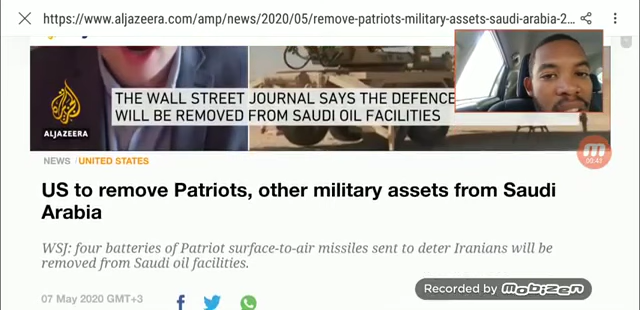 https://www.aljazeera.com/amp/news/2020/05/remove-patriots-military-assets-saudi-arabia-2...
THE WALL STREET JOURNAL SAYS THE DEFENCE
WILL BE REMOVED FROM SAUDI OIL FACILITIES
ALJAZEERA
00:47
NEWS / UNITED STATES
US to remove Patriots, other military assets from Saudi
Arabia
WSJ: four batteries of Patriot surface-to-air missiles sent to deter Iranians will be
removed from Saudi oil facilities.
07 May 2020 GMT+3
Recorded by mobizen